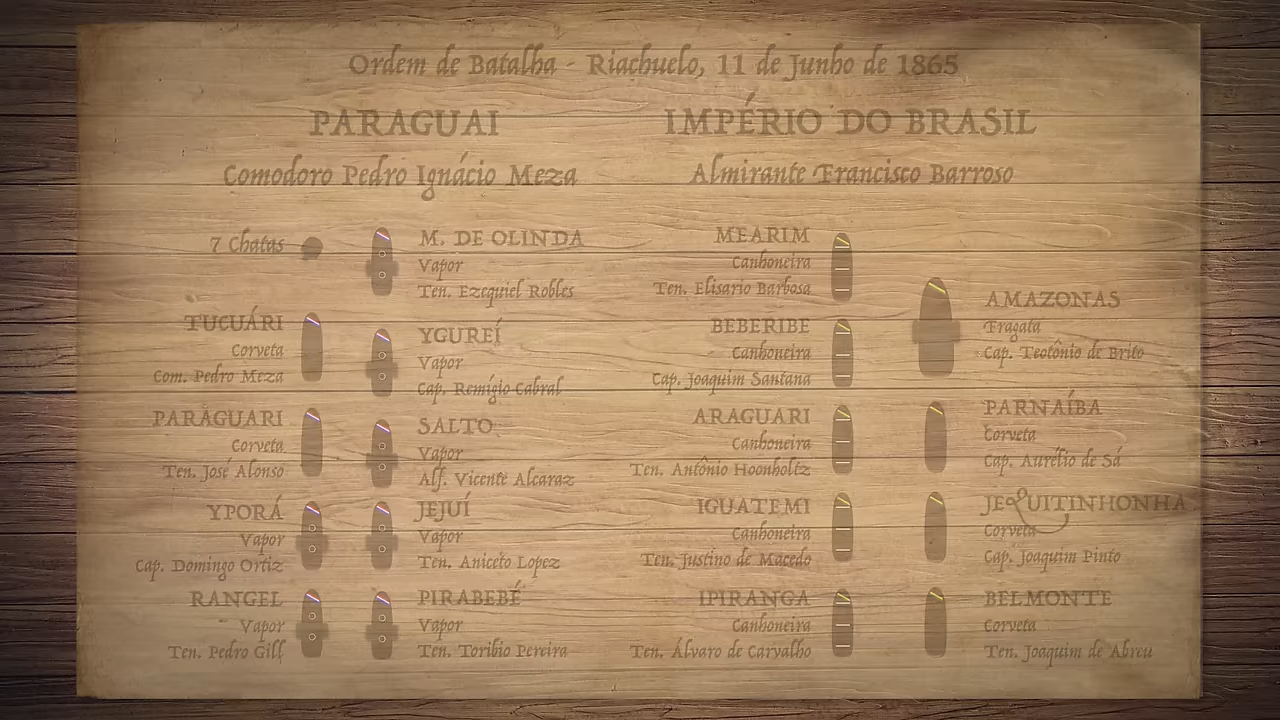 Ordem de Batalha - Riachuelo, 11 de Junho de 1865
PARAGUAI
Comodoro Pedro Ignácio Meza
7 Chatas
M. DE OLINDA
Vapor
Ten. Ezequiel Robles
TUCUÁRI
Corveta
Com. Pedro Meza
YGUREÍ
Vapor
Cap. Remígio Cabral
PARAGUARI
Corveta
Ten. José Alonso
SALTO
Vapor
Alf. Vicente Alcaraz
YPORÁ
Vapor
Cap. Domingo Ortiz
JEJUÍ
Vapor
Ten. Aniceto Lopez
RANGEL
Vapor
Ten. Pedro Gill
PIRABEBÉ
Vapor
Ten. Toribio Pereira
IMPÉRIO DO BRASIL
Almirante Francisco Barroso
MEARIM
Canhoneira
Ten. Elisario Barbosa
BEBERIBE
Canhoneira
Cap. Joaquim Santana
ARAGUARI
Canhoneira
Ten. Antônio Hoonholtz
IGUATEMI
Canhoneira
Ten. Justino de Macedo
IPIRANGA
Canhoneira
Ten. Álvaro de Carvalho
AMAZONAS
Fragata
Cap. Teotônio de Brito
PARNAÍBA
Corveta
Cap. Aurélio de Sá
JEQUITINHONHA
Corveta
Cap. Joaquim Pinto
BELMONTE
Corveta
Ten. Joaquim de Abreu